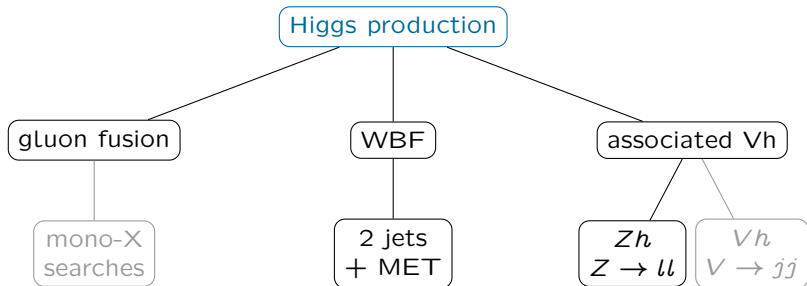 Higgs production
gluon fusion
WBF
associated Vh
mono-X
searches
2 jets
+ MET
Zh
Z → ll
Vh
V → jj